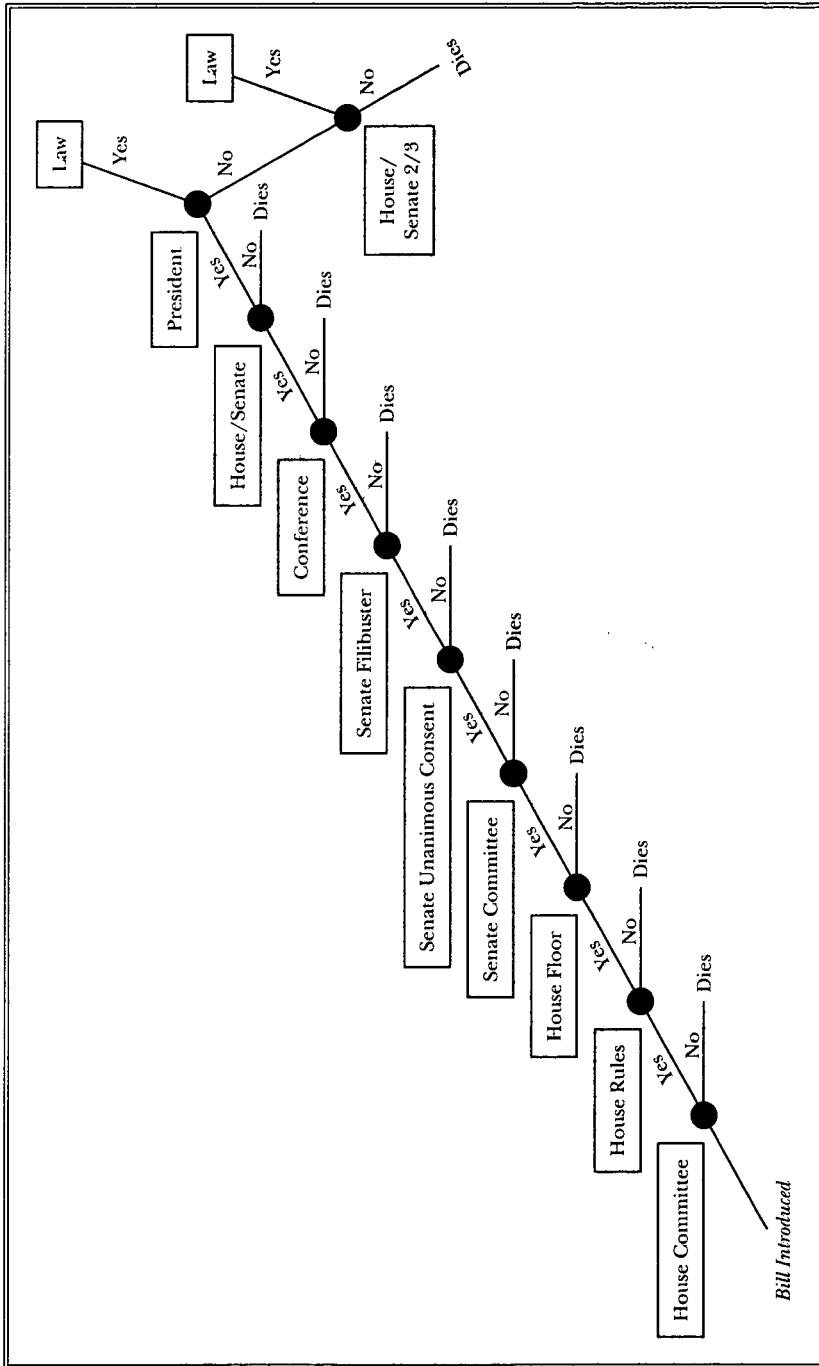 Bill Introduced
House Committee
No
Dies
Yes
House Rules
No
Dies
Yes
House Floor
No
Dies
Yes
Senate Committee
No
Dies
Yes
Senate Unanimous Consent
No
Dies
Yes
Senate Filibuster
No
Dies
Yes
Conference
No
Dies
Yes
House/Senate
No
Dies
Yes
President
Yes
Law
No
House/
Senate 2/3
Yes
Law
No
Dies